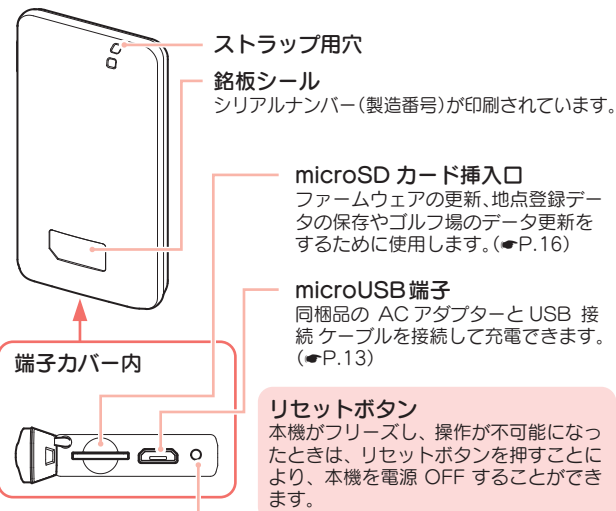 ストラップ用穴
銘板シール
シリアルナンバー(製造番号)が印刷されています。
microSD カード挿入口
ファームウェアの更新、地点登録デー
タの保存やゴルフ場のデータ更新を
するために使用します。(☛P.16)
microUSB端子
同梱品の AC アダプターと USB 接
続 ケーブルを接続して充電できます。
(☛P.13)
端子カバー内
リセットボタン
本機がフリーズし、操作が不可能になっ
たときは、リセットボタンを押すことに
より、本機を電源 OFF することができ
ます。